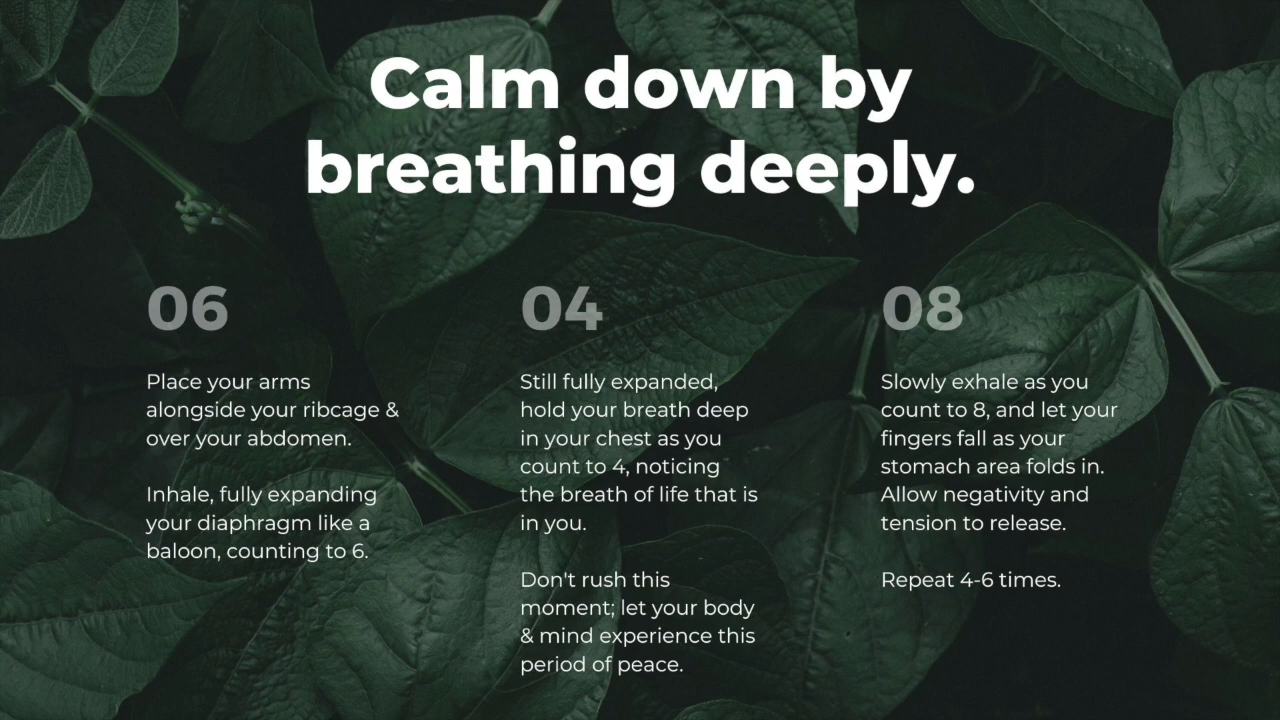 Calm down by
breathing deeply.
06
Place your arms
alongside your ribcage &
over your abdomen.
Inhale, fully expanding
your diaphragm like a
baloon, counting to 6.
04
Still fully expanded,
hold your breath deep
in your chest as you
count to 4, noticing
the breath of life that is
in you.
Don't rush this
moment; let your body
& mind experience this
period of peace.
08
Slowly exhale as you
count to 8, and let your
fingers fall as your
stomach area folds in.
Allow negativity and
tension to release.
Repeat 4-6 times.